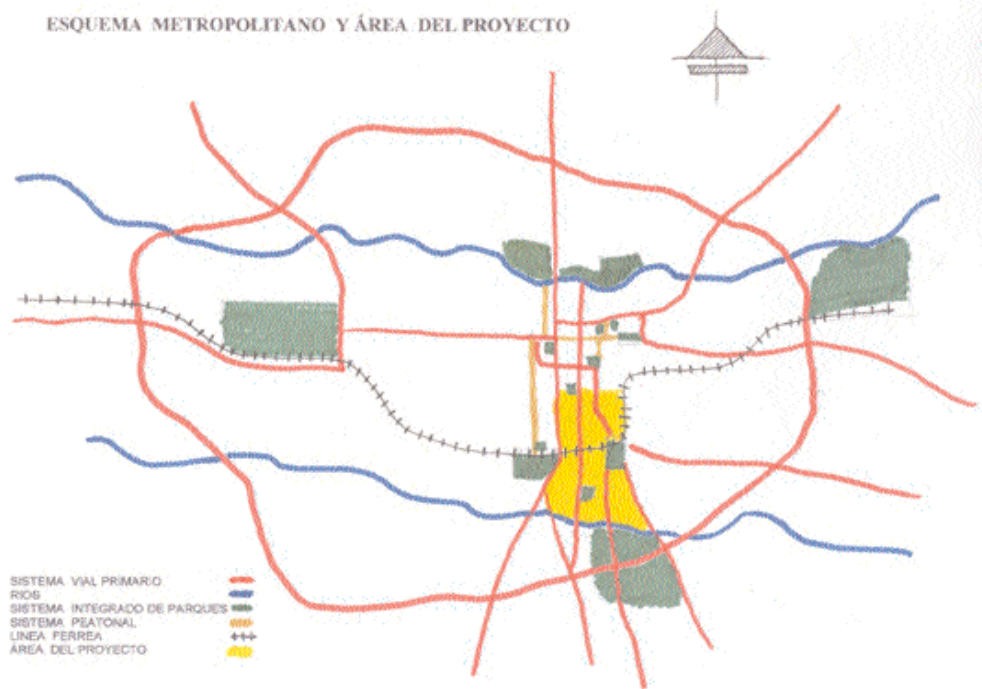 ESQUEMA METROPOLITANO Y ÁREA DEL PROYECTO
SISTEMA VIAL PRIMARIO
RIOS
SISTEMA INTEGRADO DE PARQUES
SISTEMA PEATONAL
LINEA FERREA
ÁREA DEL PROYECTO